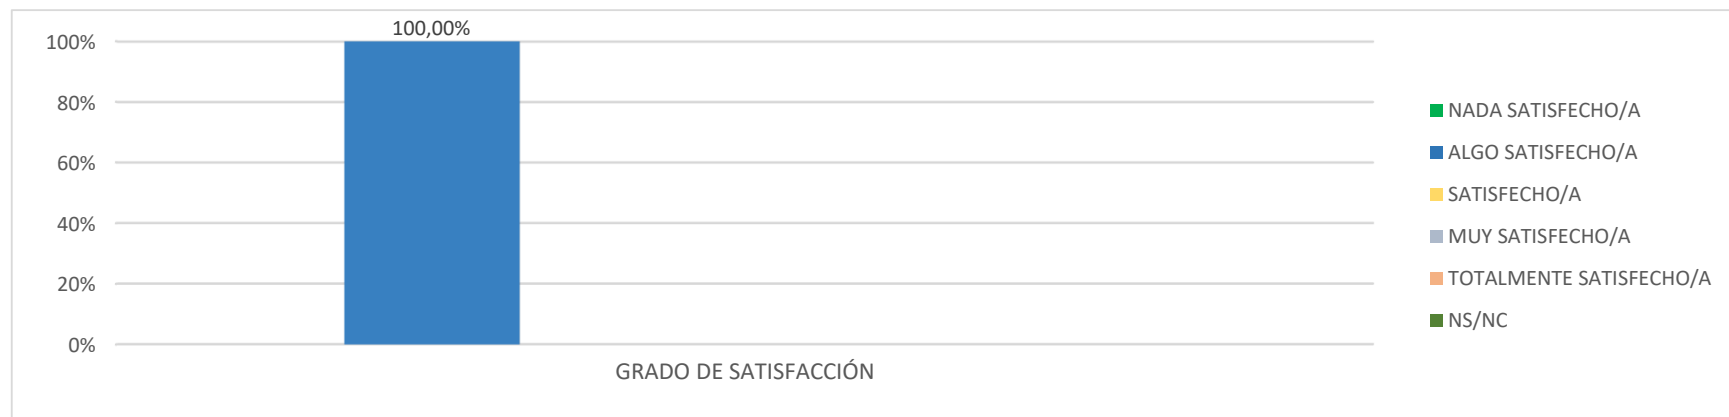 100,00%
100%
80%
60%
40%
20%
0%
GRADO DE SATISFACCIÓN
NADA SATISFECHO/A
ALGO SATISFECHO/A
SATISFECHO/A
MUY SATISFECHO/A
TOTALMENTE SATISFECHO/A
NS/NC